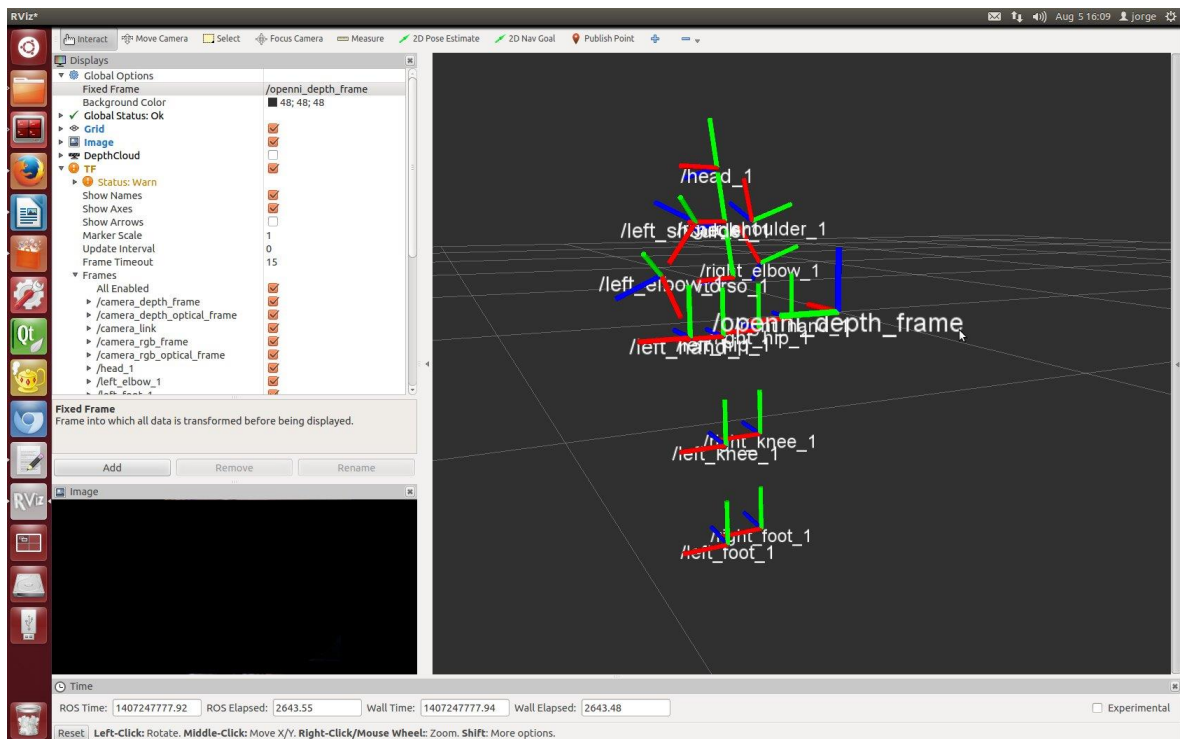 RViz*
Aug 5 16:09 jorge
Interact Move Camera Select Focus Camera Measure 2D Pose Estimate 2D Nav Goal Publish Point
Displays
Global Options
Fixed Frame /openni_depth_frame
Background Color 48; 48; 48
Global Status: Ok
Grid
Image
DepthCloud
TF
Status: Warn
Show Names
Show Axes
Show Arrows
Marker Scale 1
Update Interval 0
Frame Timeout 15
Frames
All Enabled
/camera_depth_frame
/camera_depth_optical_frame
/camera_link
/camera_rgb_frame
/camera_rgb_optical_frame
/head_1
/left_elbow_1
/left_foot_1
Fixed Frame
Frame into which all data is transformed before being displayed.
Add Remove Rename
Image
/head_1
/right_elbow_1
/torso_1
/openni_depth_frame
/right_knee_1
/left_knee_1
/right_foot_1
/left_foot_1
Qt
RViz
Time
ROS Time: 1407247777.92 ROS Elapsed: 2643.55 Wall Time: 1407247777.94 Wall Elapsed: 2643.48 Experimental
Reset Left-Click: Rotate. Middle-Click: Move X/Y. Right-Click/Mouse Wheel:: Zoom. Shift: More options.